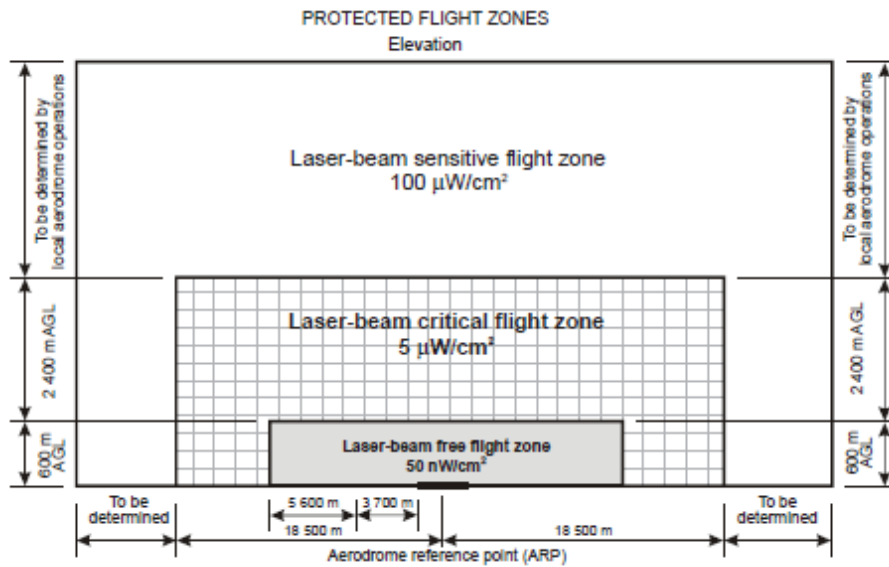 PROTECTED FLIGHT ZONES
Elevation
To be determined by
local aerodrome operations
Laser-beam sensitive flight zone
100 μW/cm²
To be determined by
local aerodrome operations
2 400 m AGL
Laser-beam critical flight zone
5 μW/cm²
2 400 m AGL
600 m
AGL
Laser-beam free flight zone
50 nW/cm²
600 m
AGL
To be
determined
5 600 m
3 700 m
To be
determined
18 500 m
18 500 m
Aerodrome reference point (ARP)